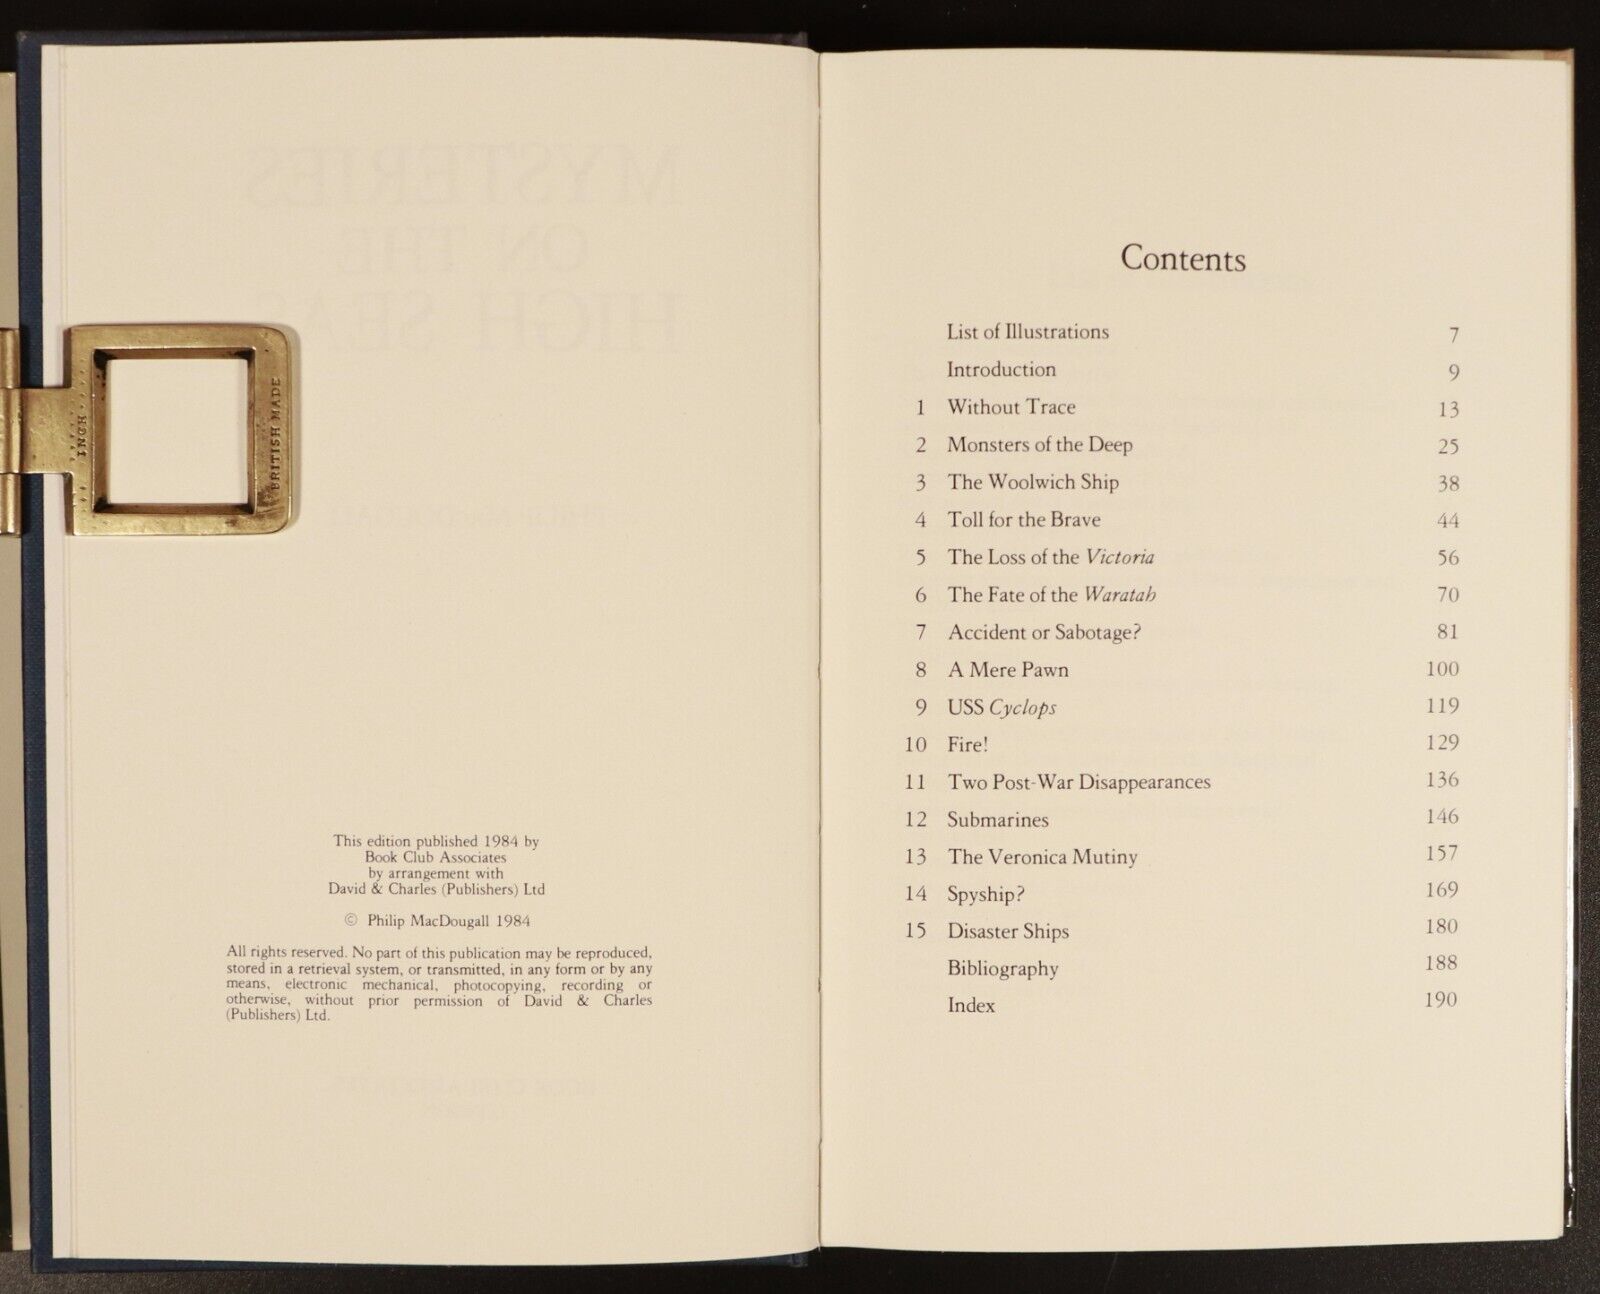 MYSTERIES
ON THE
HIGH SEAS
INCH
BRITISH MADE
This edition published 1984 by
Book Club Associates
by arrangement with
David & Charles (Publishers) Ltd
© Philip MacDougall 1984
All rights reserved. No part of this publication may be reproduced,
stored in a retrieval system, or transmitted, in any form or by any
means, electronic mechanical, photocopying, recording or
otherwise, without prior permission of David & Charles
(Publishers) Ltd.
Contents
List of Illustrations 7
Introduction 9
1 Without Trace 13
2 Monsters of the Deep 25
3 The Woolwich Ship 38
4 Toll for the Brave 44
5 The Loss of the Victoria 56
6 The Fate of the Waratah 70
7 Accident or Sabotage? 81
8 A Mere Pawn 100
9 USS Cyclops 119
10 Fire! 129
11 Two Post-War Disappearances 136
12 Submarines 146
13 The Veronica Mutiny 157
14 Spyship? 169
15 Disaster Ships 180
Bibliography 188
Index 190